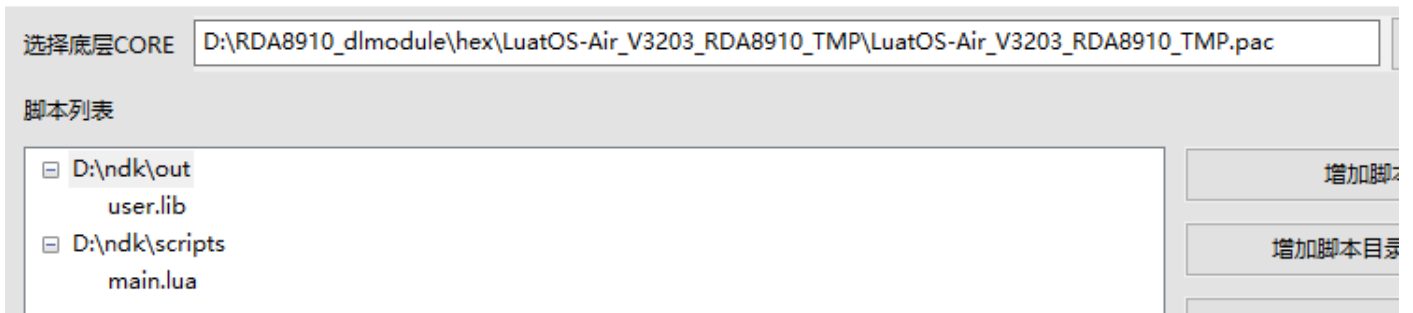 选择底层CORE D:\RDA8910_dlmodule\hex\LuatOS-Air_V3203_RDA8910_TMP\LuatOS-Air_V3203_RDA8910_TMP.pac
脚本列表
D:\ndk\out
增加脚本
user.lib
D:\ndk\scripts
增加脚本目录
main.lua